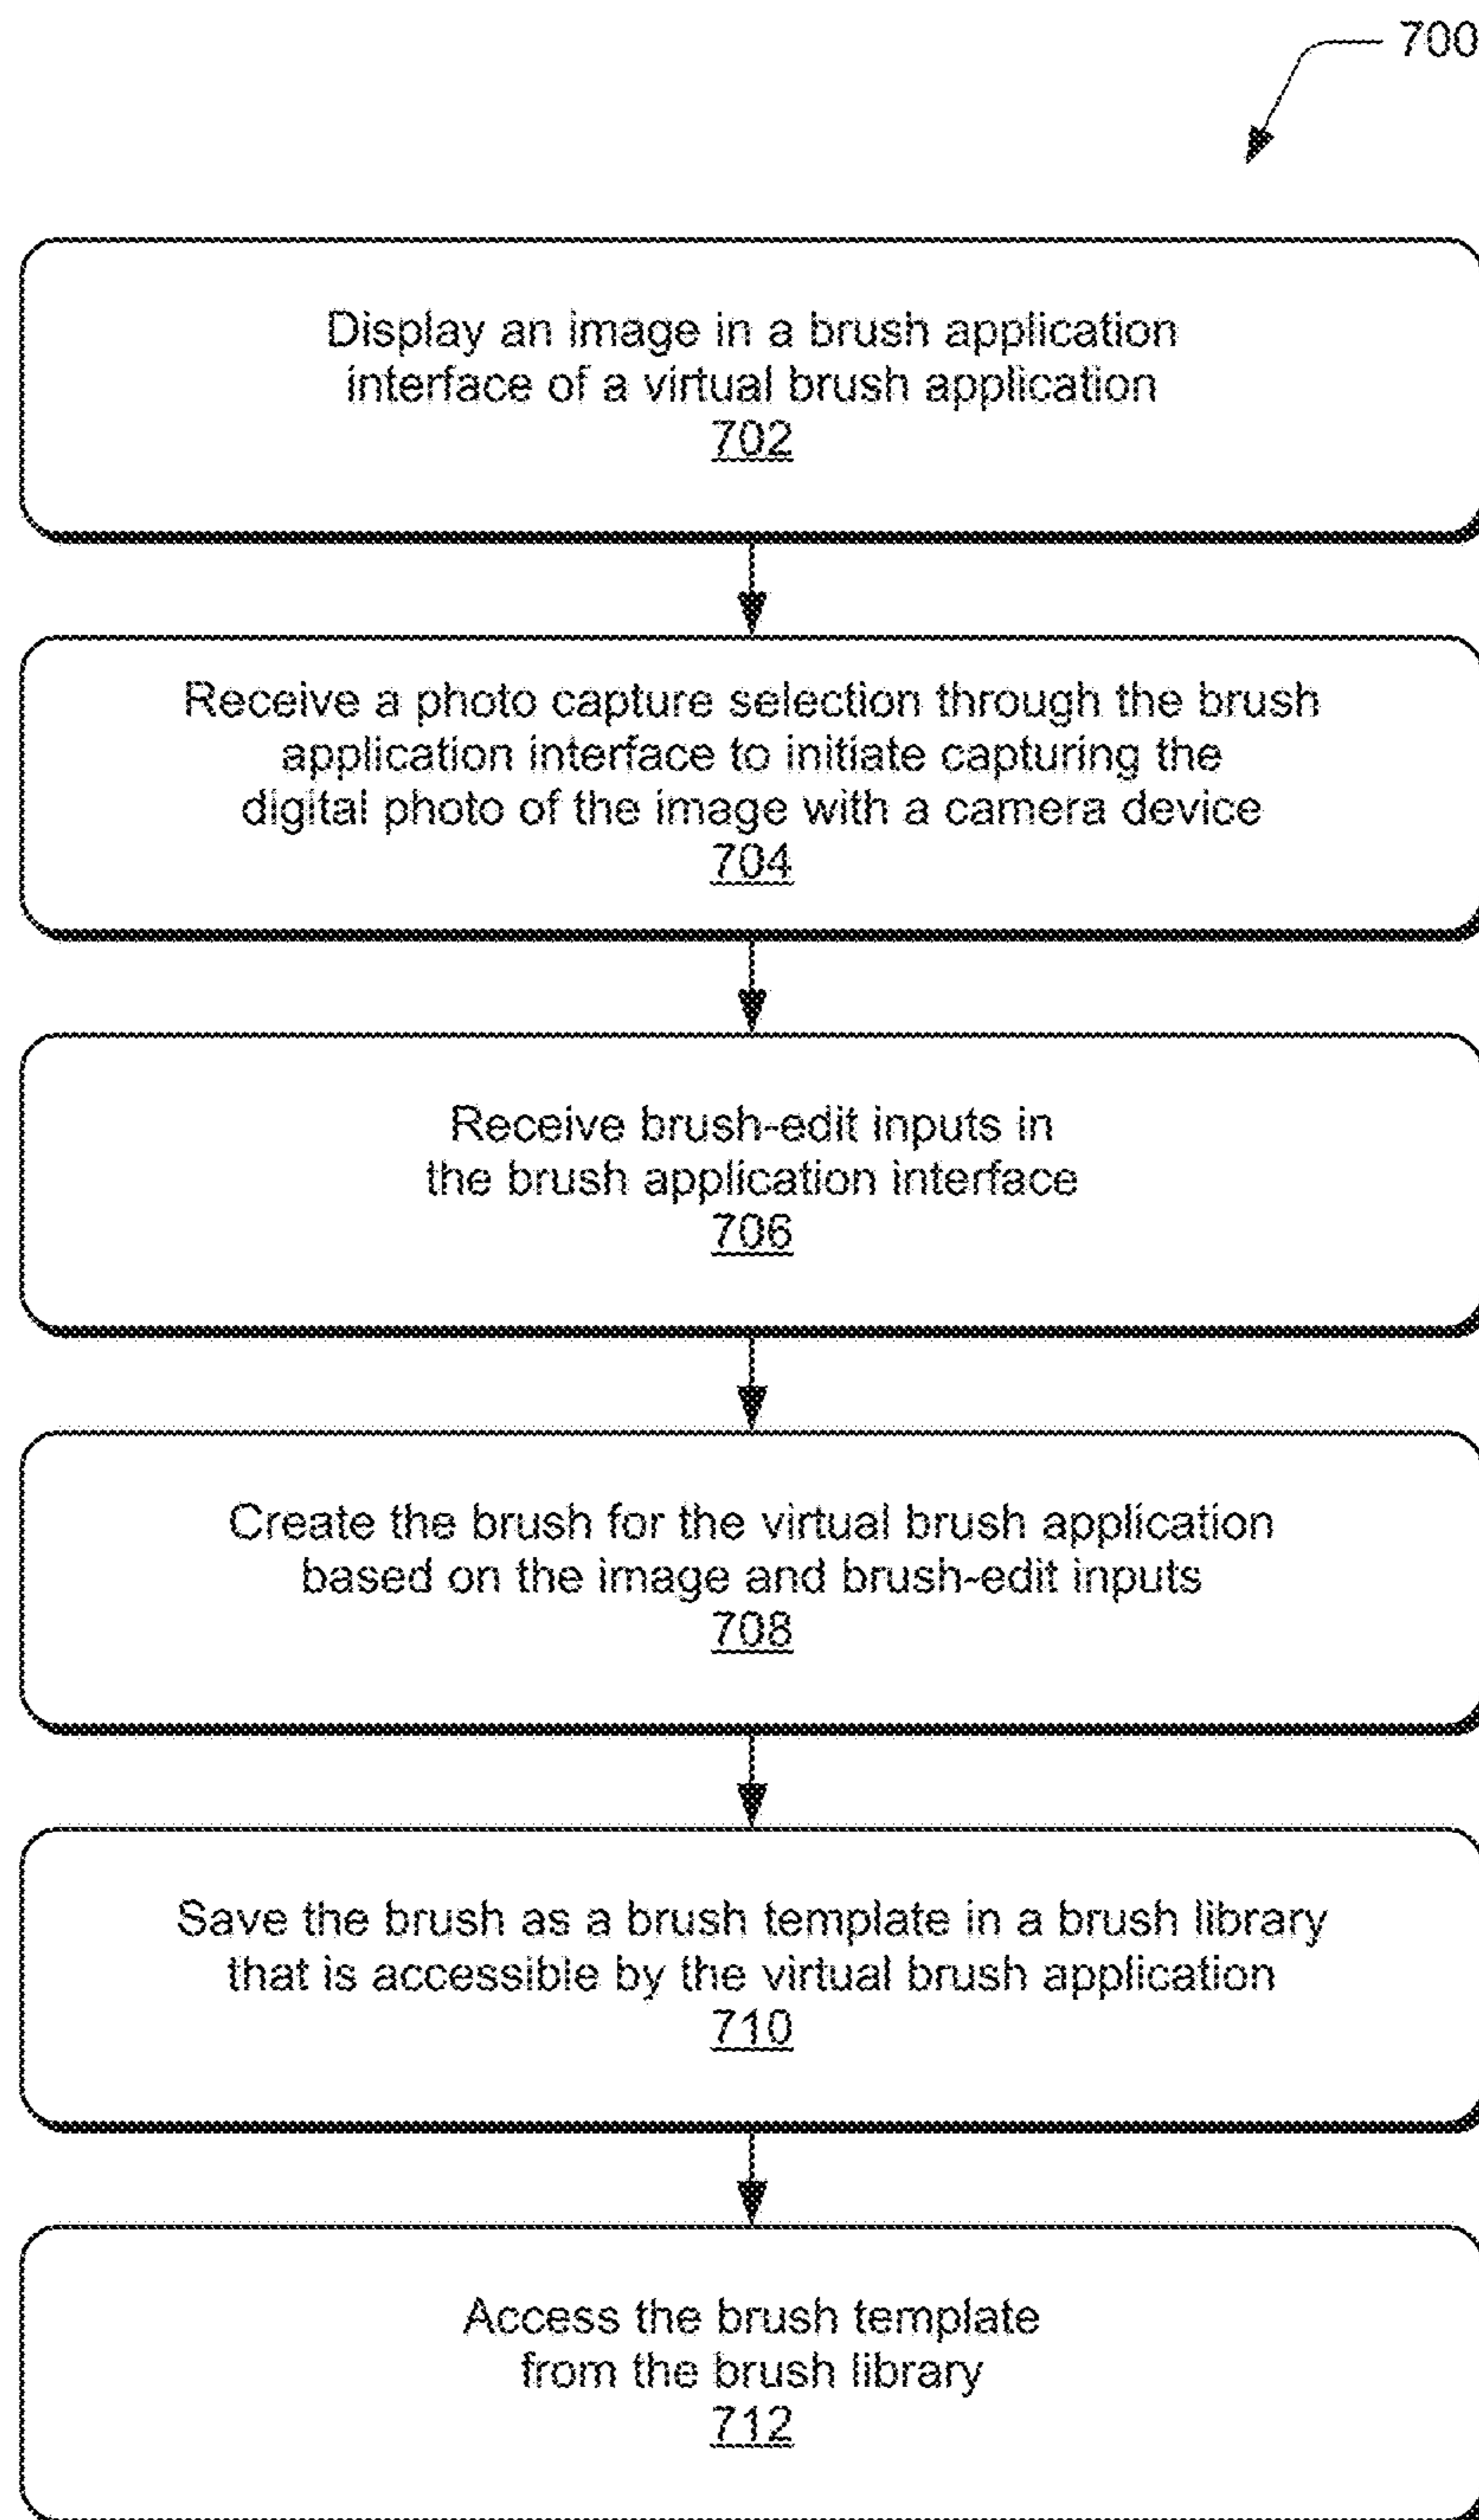 700
Display an image in a brush application
interface of a virtual brush application
702
Receive a photo capture selection through the brush
application interface to initiate capturing the
digital photo of the image with a camera device
704
Receive brush-edit inputs in
the brush application interface
706
Create the brush for the virtual brush application
based on the image and brush-edit inputs
708
Save the brush as a brush template in a brush library
that is accessible by the virtual brush application
710
Access the brush template
from the brush library
712